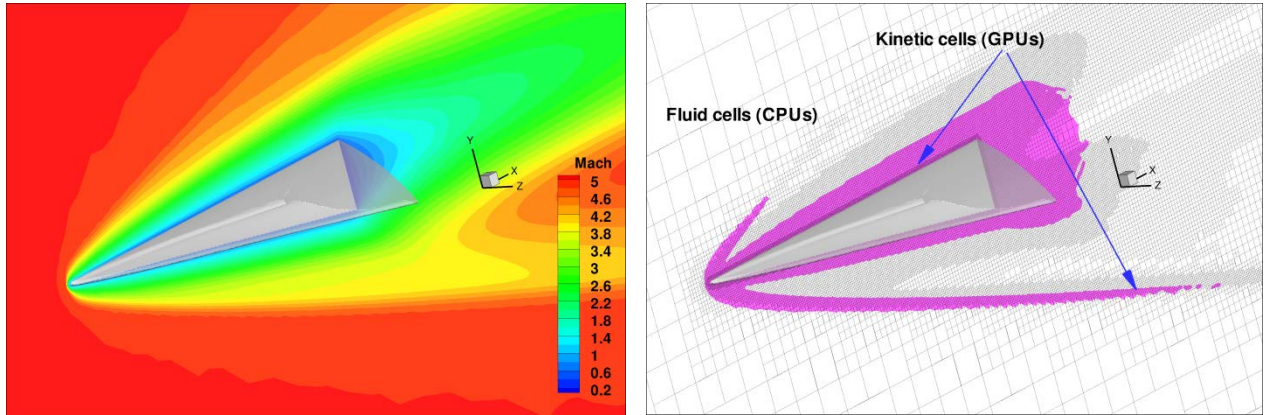 Y
X
Z
Mach
5
4.6
4.2
3.8
3.4
3
2.6
2.2
1.8
1.4
1
0.6
0.2
Kinetic cells (GPUs)
Fluid cells (CPUs)
Y
X
Z